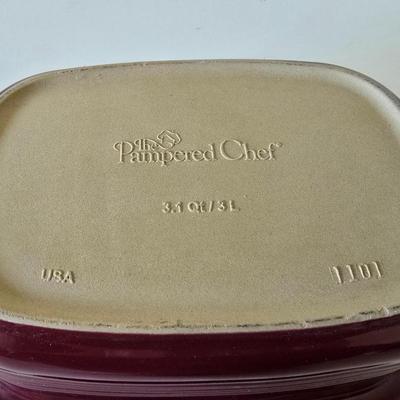 The
Pampered Chef
3.1 Qt / 3 L
USA
1101